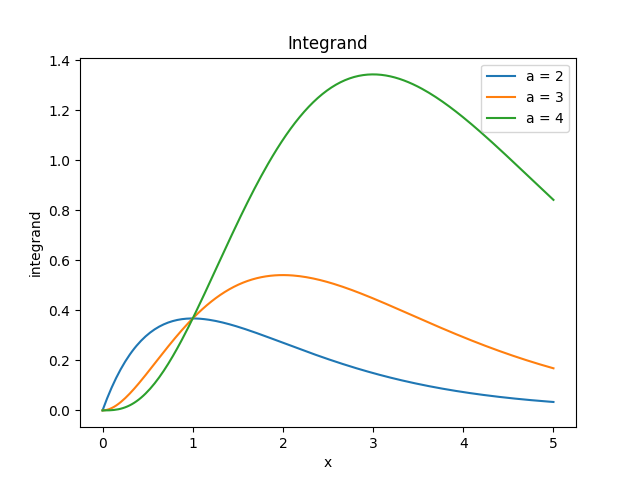 Integrand
a = 2
a = 3
a = 4
integrand
1.4
1.2
1.0
0.8
0.6
0.4
0.2
0.0
0 1 2 3 4 5
x